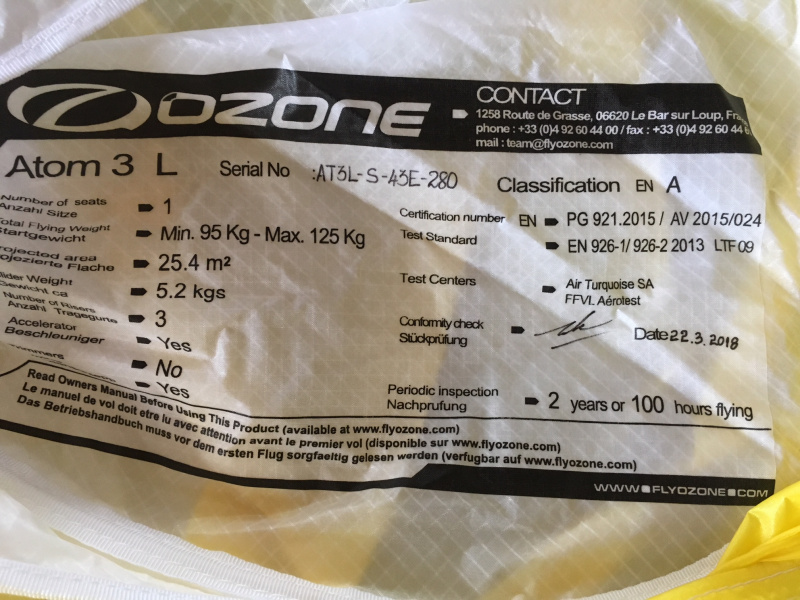 OZONE
CONTACT
1258 Route de Grasse, 06620 Le Bar sur Loup,
phone : +33 (0)4 92 60 44 00 / fax : +33 (0)4 92 60 44
mail : team@flyozone.com
Atom 3 L
Serial No :AT3L-S-43E-280
Classification EN A
Number of seats
Anzahl Sitze
1
Total Flying Weight
Startgewicht
Min. 95 Kg - Max. 125 Kg
Projected area
Projezierte Flache
25.4 m²
Glider Weight
Gewicht ca
5.2 kgs
Number of Risers
Anzahl Tragegurte
3
Accelerator
Beschleuniger
Yes
Trimmers
No
Yes
Certification number EN PG 921.2015 / AV 2015/024
Test Standard EN 926-1/ 926-2 2013 LTF 09
Test Centers
Air Turquoise SA
FFVL Aérotest
Conformity check
Stückprüfung
Date 22.3.2018
Periodic inspection
Nachprufung
2 years or 100 hours flying
Read Owners Manual Before Using This Product (available at www.flyozone.com)
Le manuel de vol doit etre lu avec attention avant le premier vol (disponible sur www.flyozone.com)
Das Betriebshandbuch muss vor dem ersten Flug sorgfaeltig gelesen werden (verfugbar auf www.flyozone.com)
WWW.FLYOZONE.COM